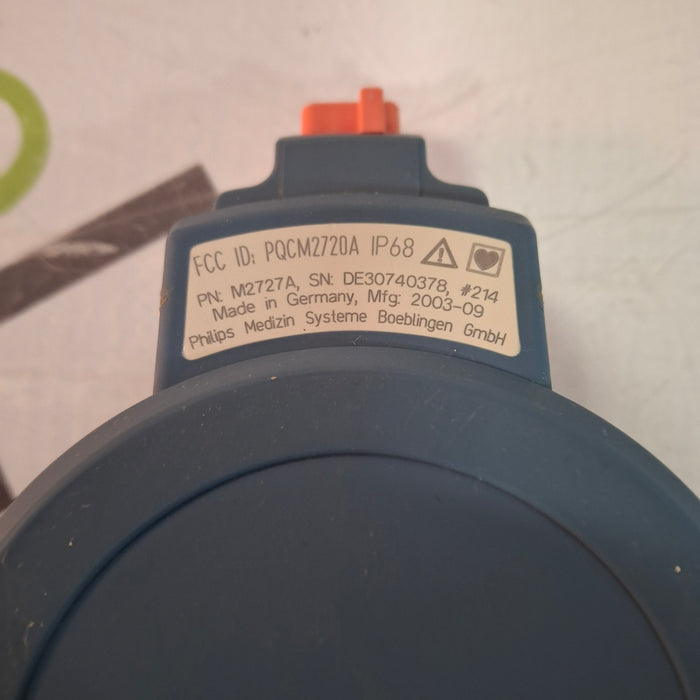 FCC ID: PQCM2720A IP68
PN: M2727A, SN: DE30740378, #214
Made in Germany, Mfg: 2003-09
Philips Medizin Systeme Boeblingen GmbH